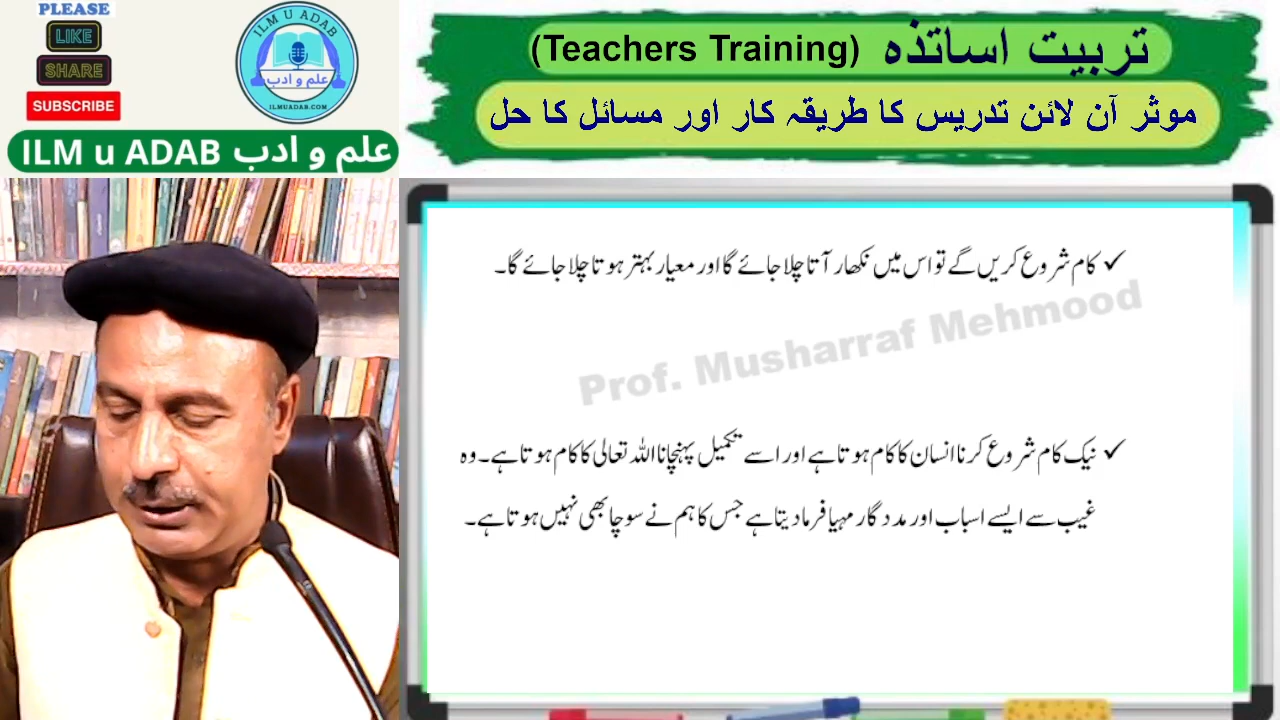 PLEASE
LIKE
SHARE
SUBSCRIBE
ILM U ADAB
علم و ادب
ILMUADAB.COM
ILM u ADAB علم و ادب
تربیت اساتذہ (Teachers Training)
موثر آن لائن تدریس کا طریقہ کار اور مسائل کا حل
✓ کام شروع کریں گے تو اس میں نکھار آتا چلا جائے گا اور معیار بہتر ہوتا چلا جائے گا۔
Prof. Musharraf Mehmood
✓ نیک کام شروع کرنا انسان کا کام ہوتا ہے اور اسے تکمیل پہنچانا اللہ تعالی کا کام ہوتا ہے۔ وہ
غیب سے ایسے اسباب اور مددگار مہیا فرما دیتا ہے جس کا ہم نے سوچا بھی نہیں ہوتا ہے۔